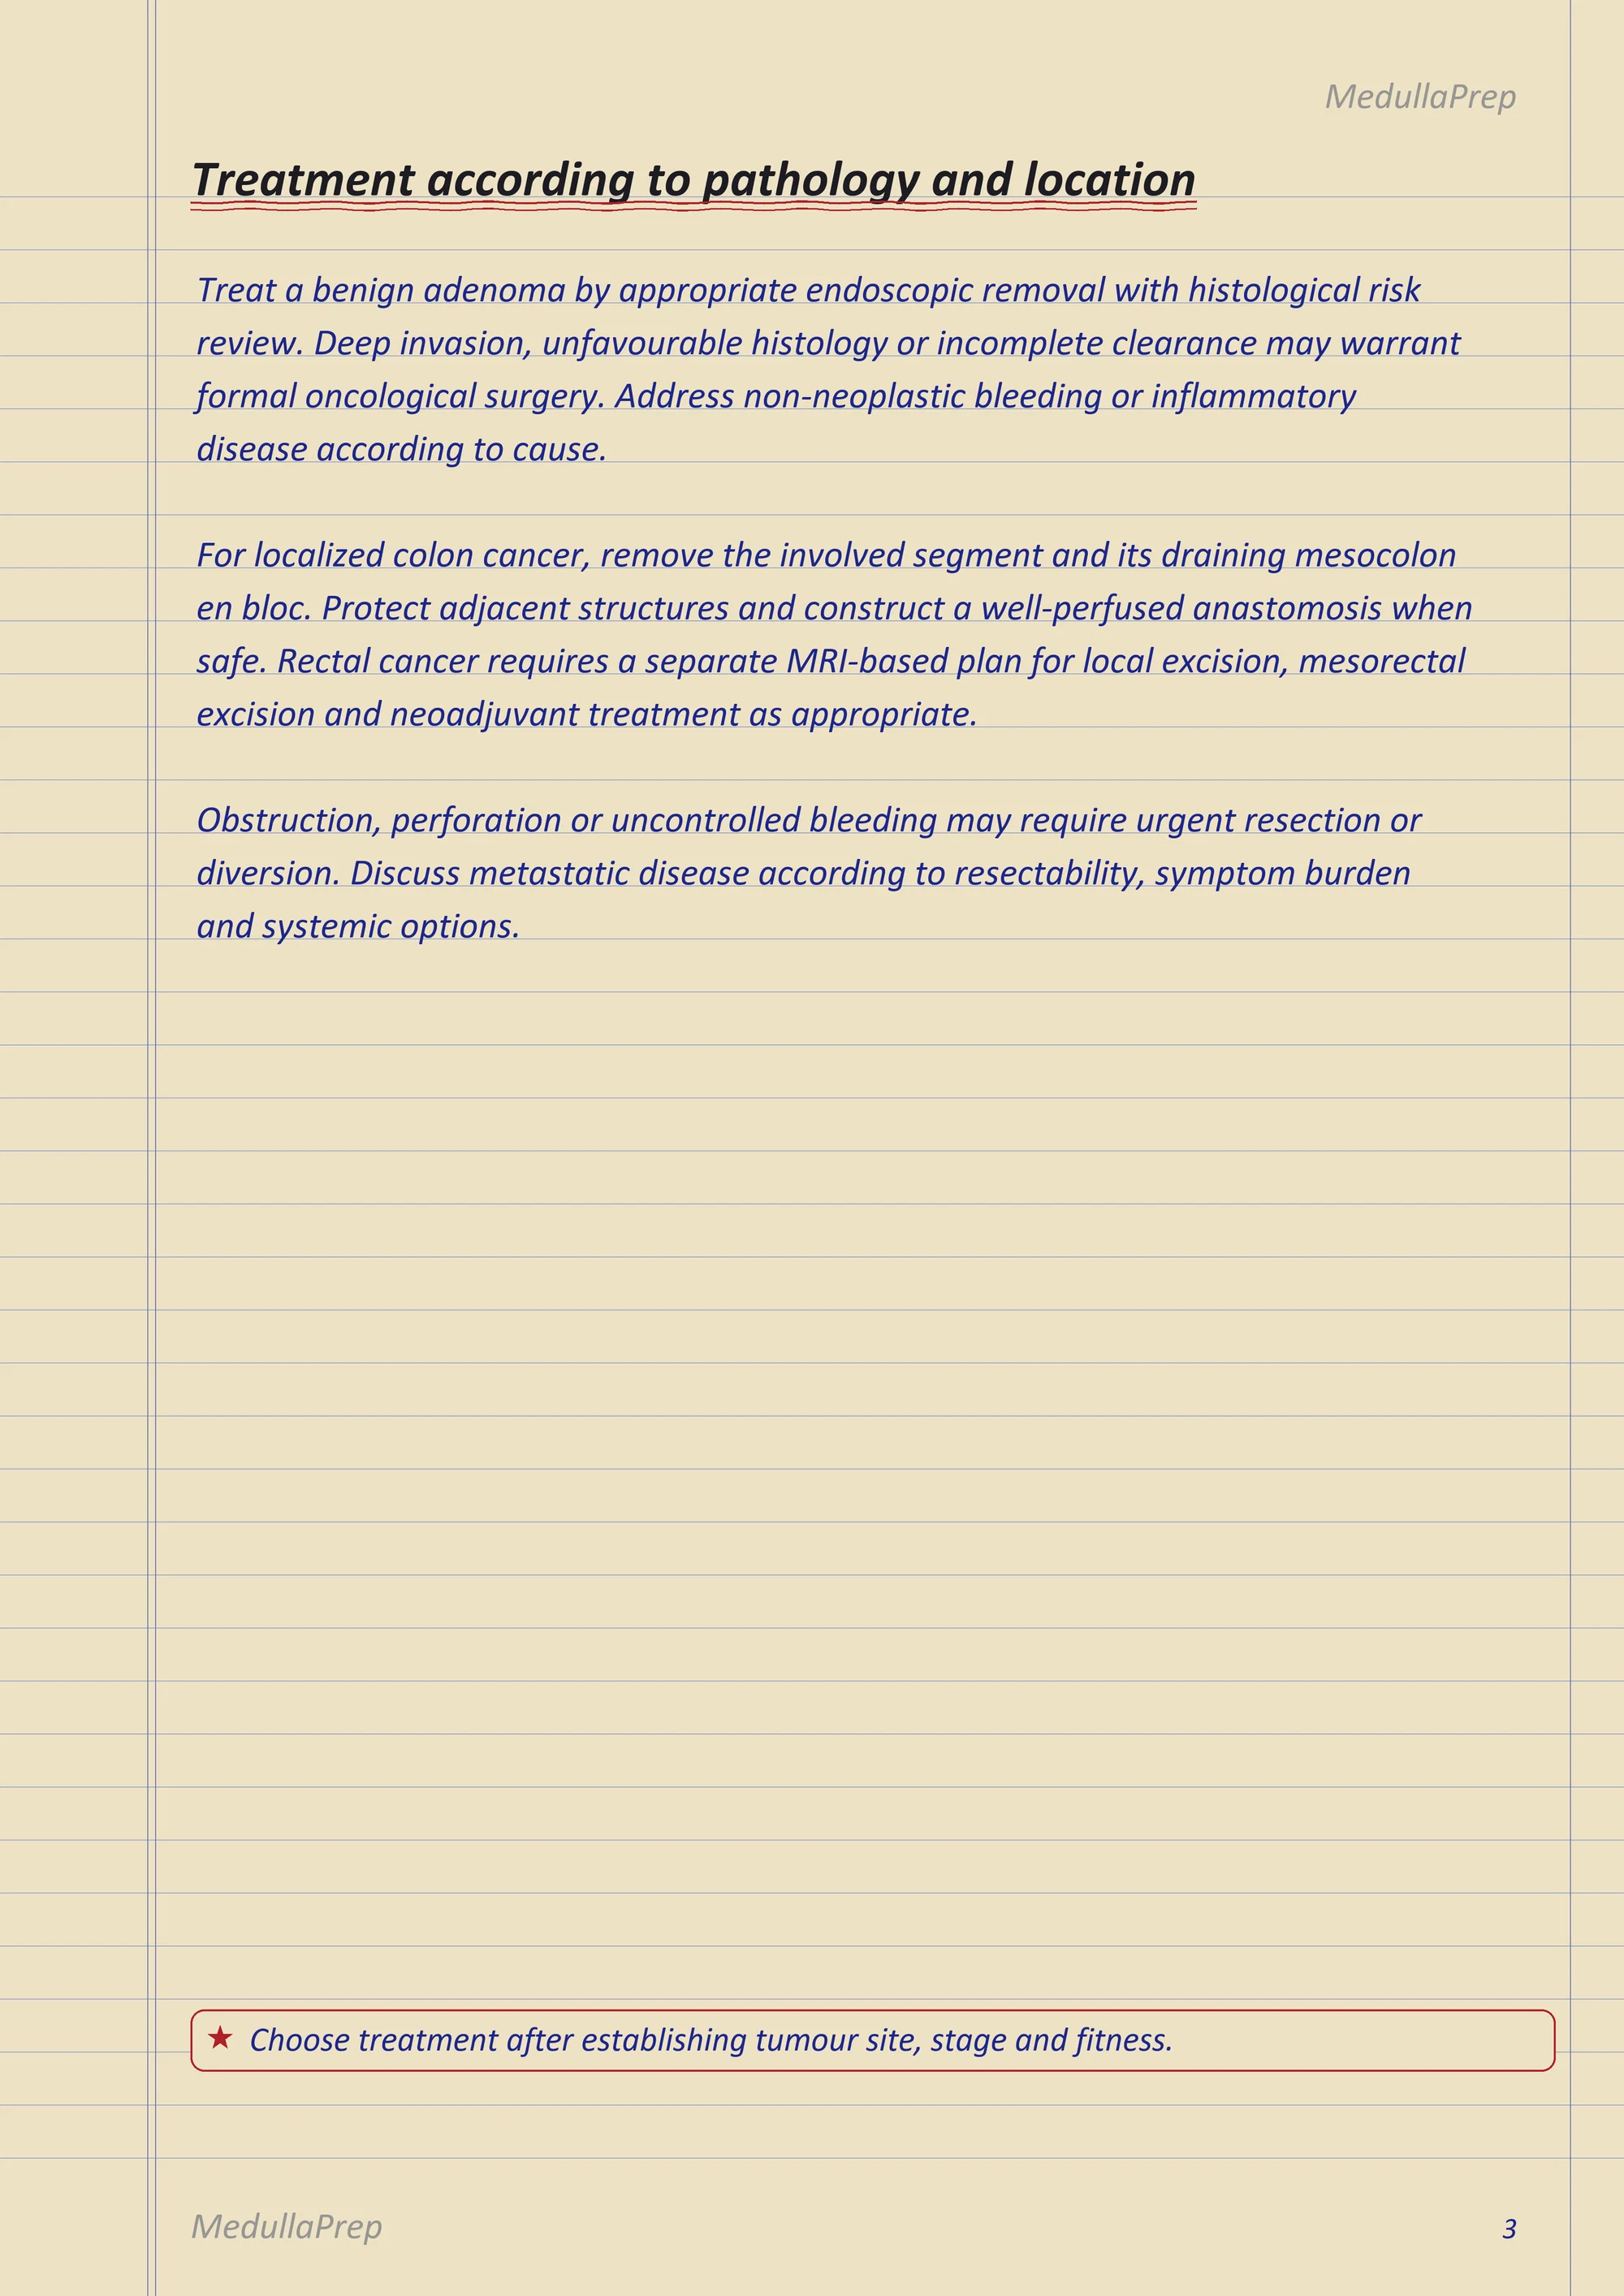 MedullaPrep
Treatment according to pathology and location
Treat a benign adenoma by appropriate endoscopic removal with histological risk
review. Deep invasion, unfavourable histology or incomplete clearance may warrant
formal oncological surgery. Address non-neoplastic bleeding or inflammatory
disease according to cause.
For localized colon cancer, remove the involved segment and its draining mesocolon
en bloc. Protect adjacent structures and construct a well-perfused anastomosis when
safe. Rectal cancer requires a separate MRI-based plan for local excision, mesorectal
excision and neoadjuvant treatment as appropriate.
Obstruction, perforation or uncontrolled bleeding may require urgent resection or
diversion. Discuss metastatic disease according to resectability, symptom burden
and systemic options.
★ Choose treatment after establishing tumour site, stage and fitness.
MedullaPrep
3